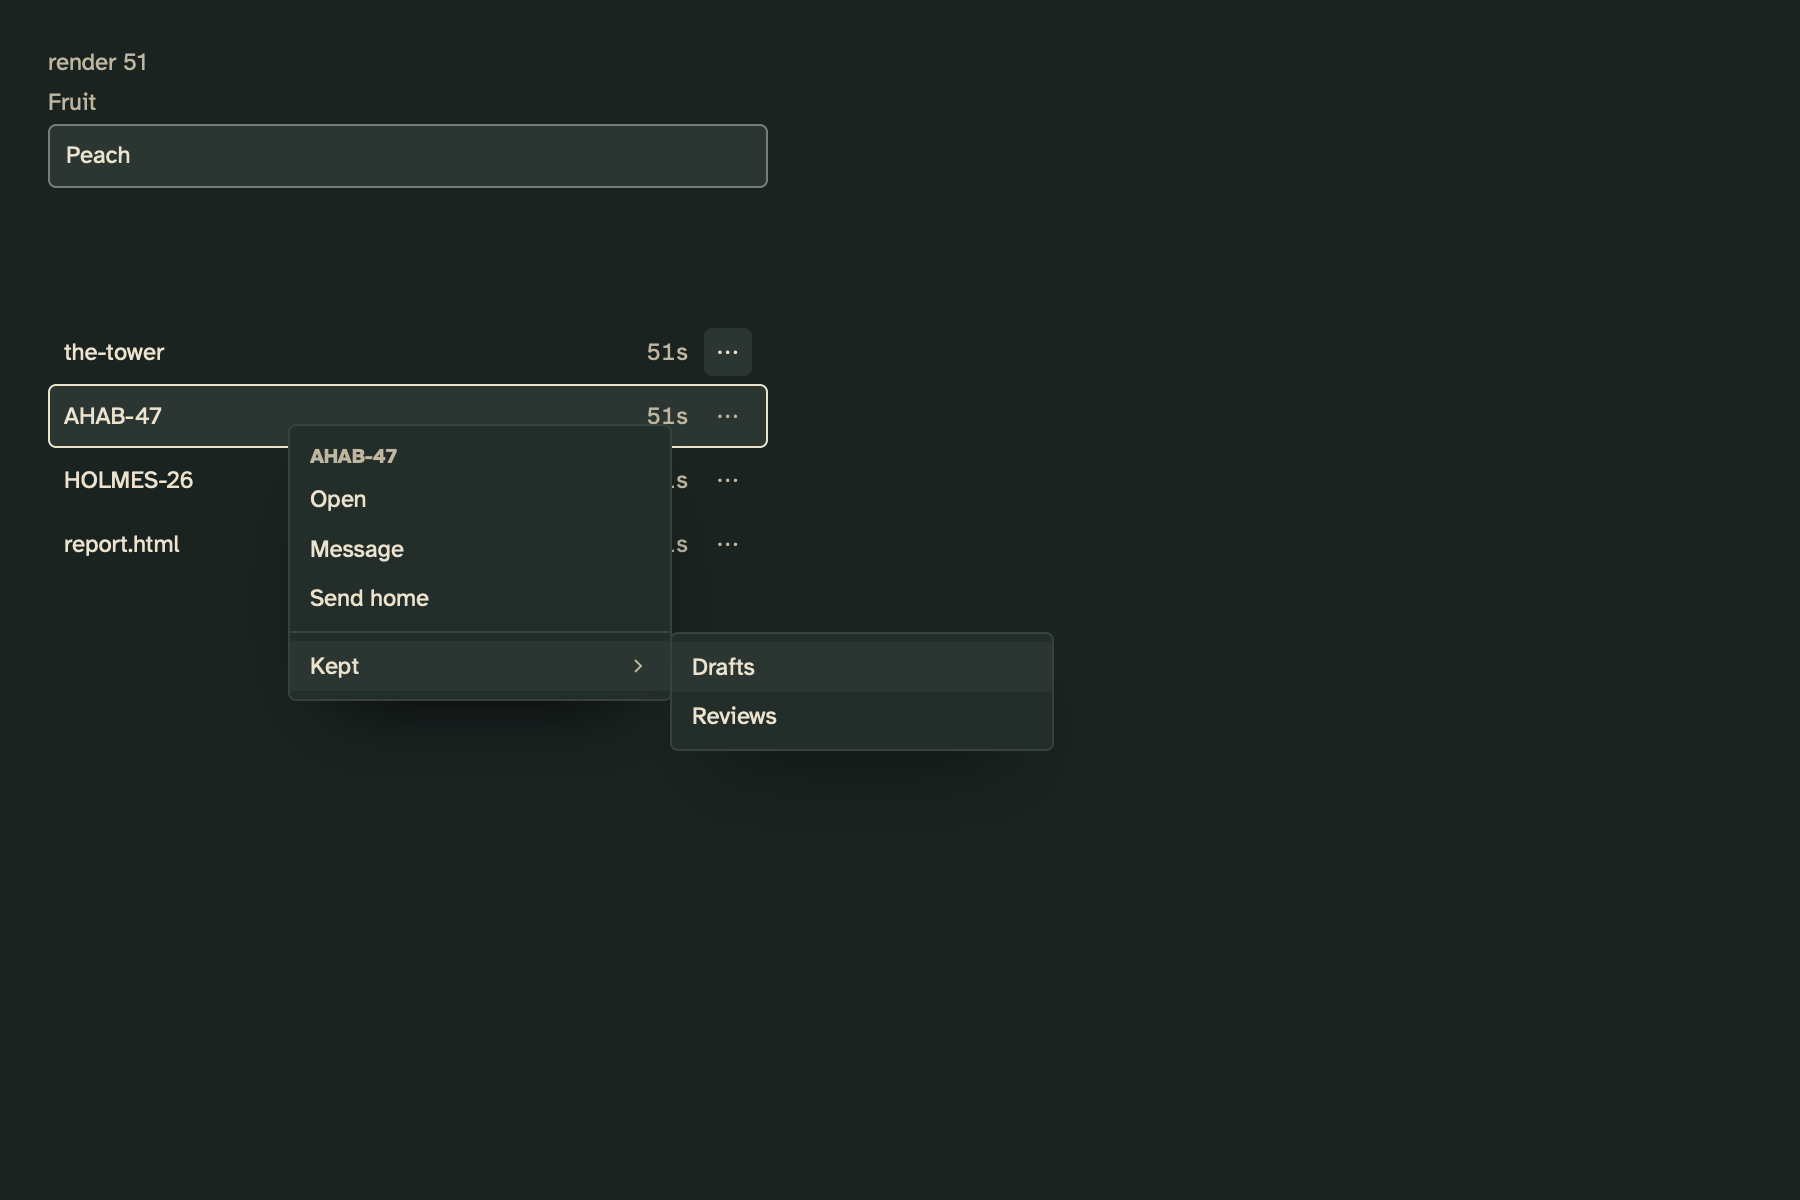 render 51
Fruit
Peach
the-tower 51s ···
AHAB-47 51s ···
HOLMES-26 s ···
report.html s ···
AHAB-47
Open
Message
Send home
Kept
Drafts
Reviews